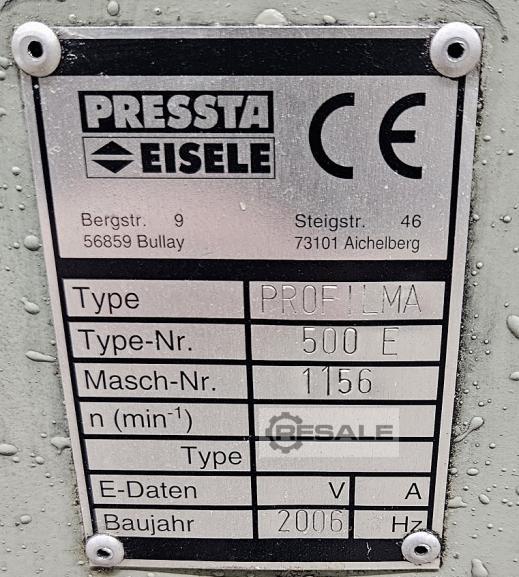 PRESSTA
EISELE
CE
Bergstr. 9 Steigstr. 46
56859 Bullay 73101 Aichelberg
Type PROFILMA
Type-Nr. 500 E
Masch-Nr. 1156
n (min-1)
RESALE
Type
E-Daten V A
Baujahr 2006 Hz